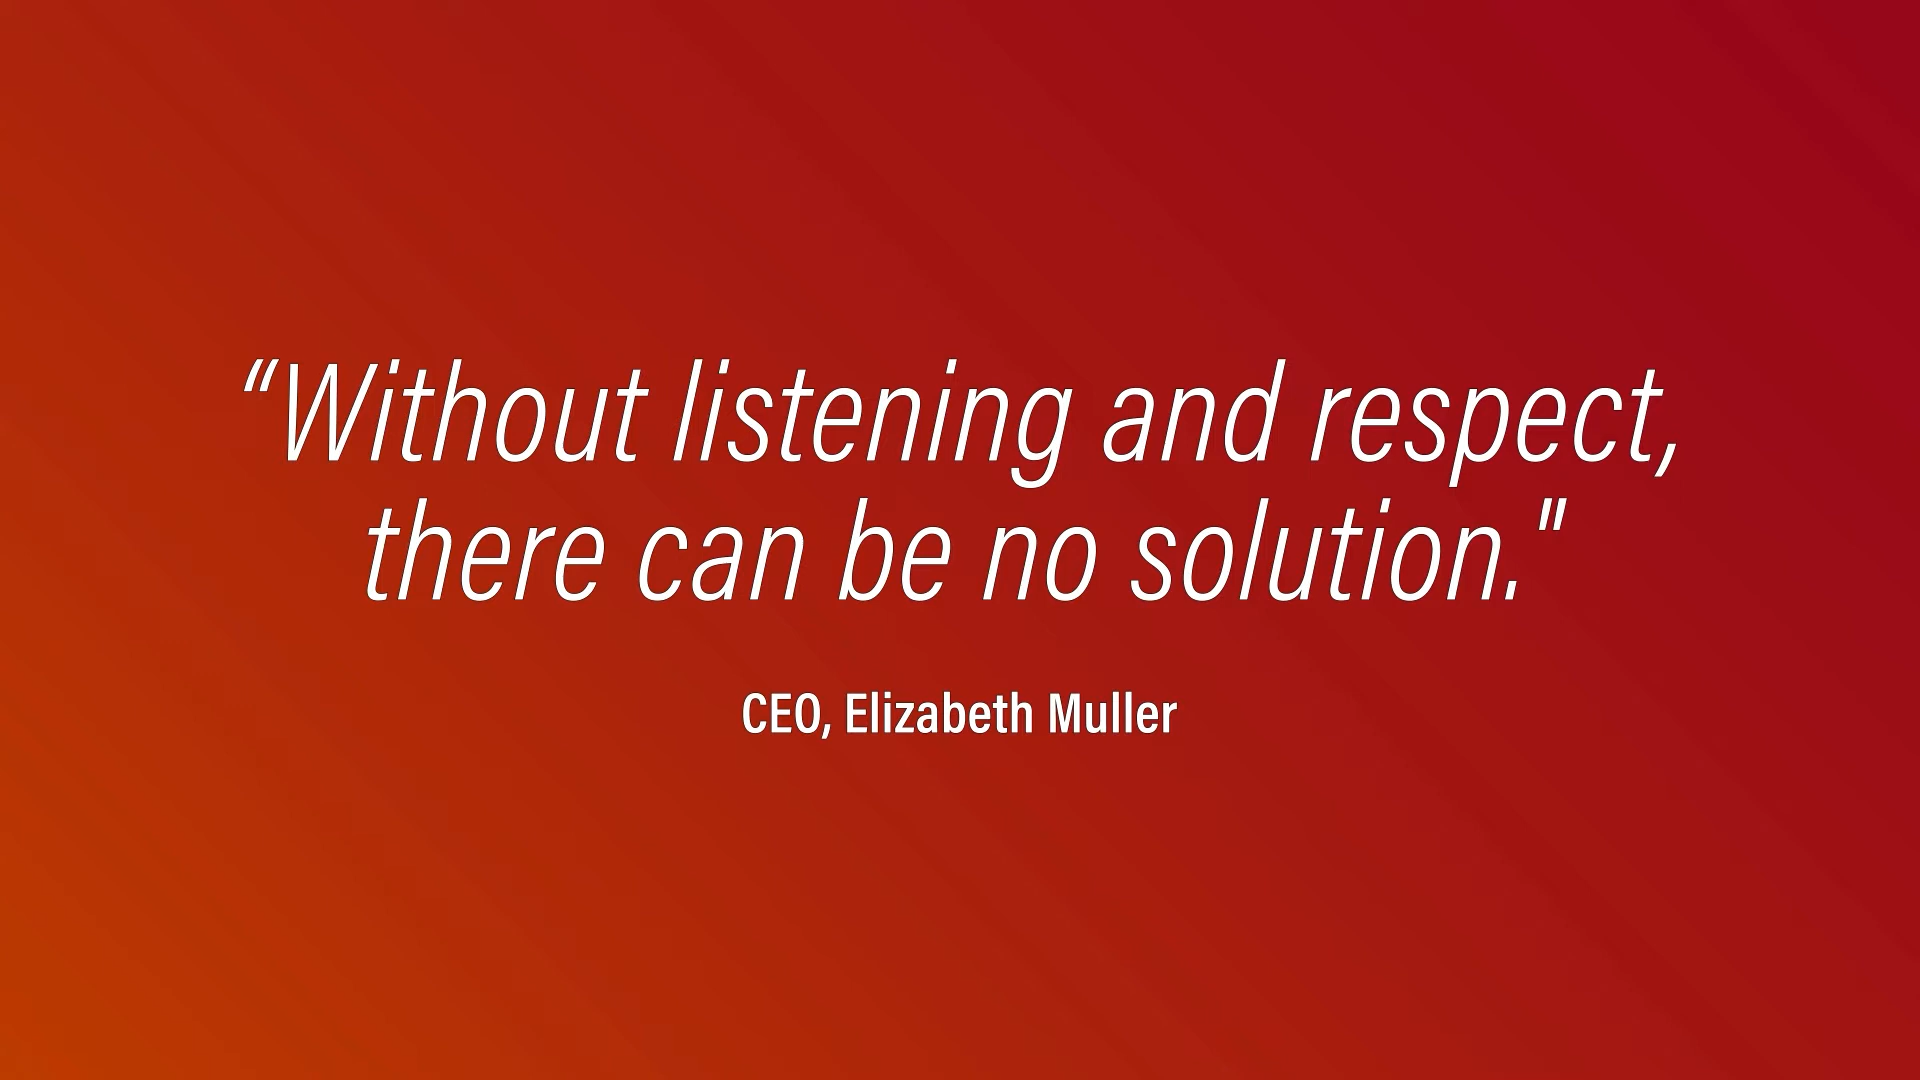 “Without listening and respect,
there can be no solution."
CEO, Elizabeth Muller